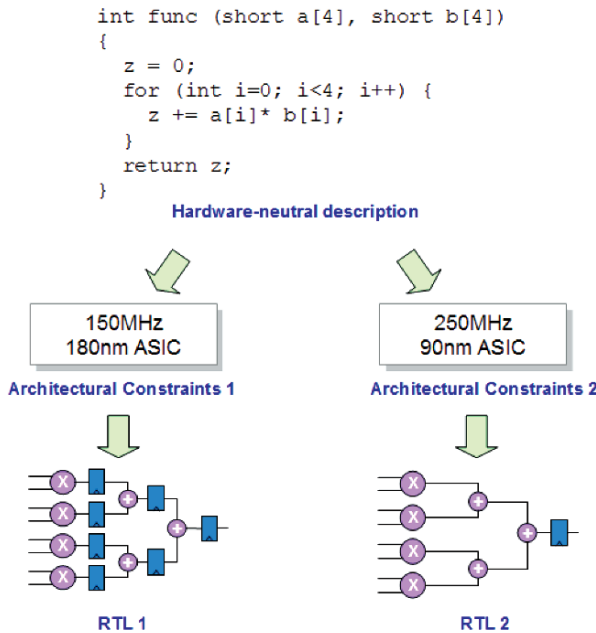 int func (short a[4], short b[4])
{
z = 0;
for (int i=0; i<4; i++) {
z += a[i]* b[i];
}
return z;
}
Hardware-neutral description
150MHz
180nm ASIC
250MHz
90nm ASIC
Architectural Constraints 1
Architectural Constraints 2
X
+
X
+
X
+
X
X
+
X
+
X
+
X
RTL 1
RTL 2